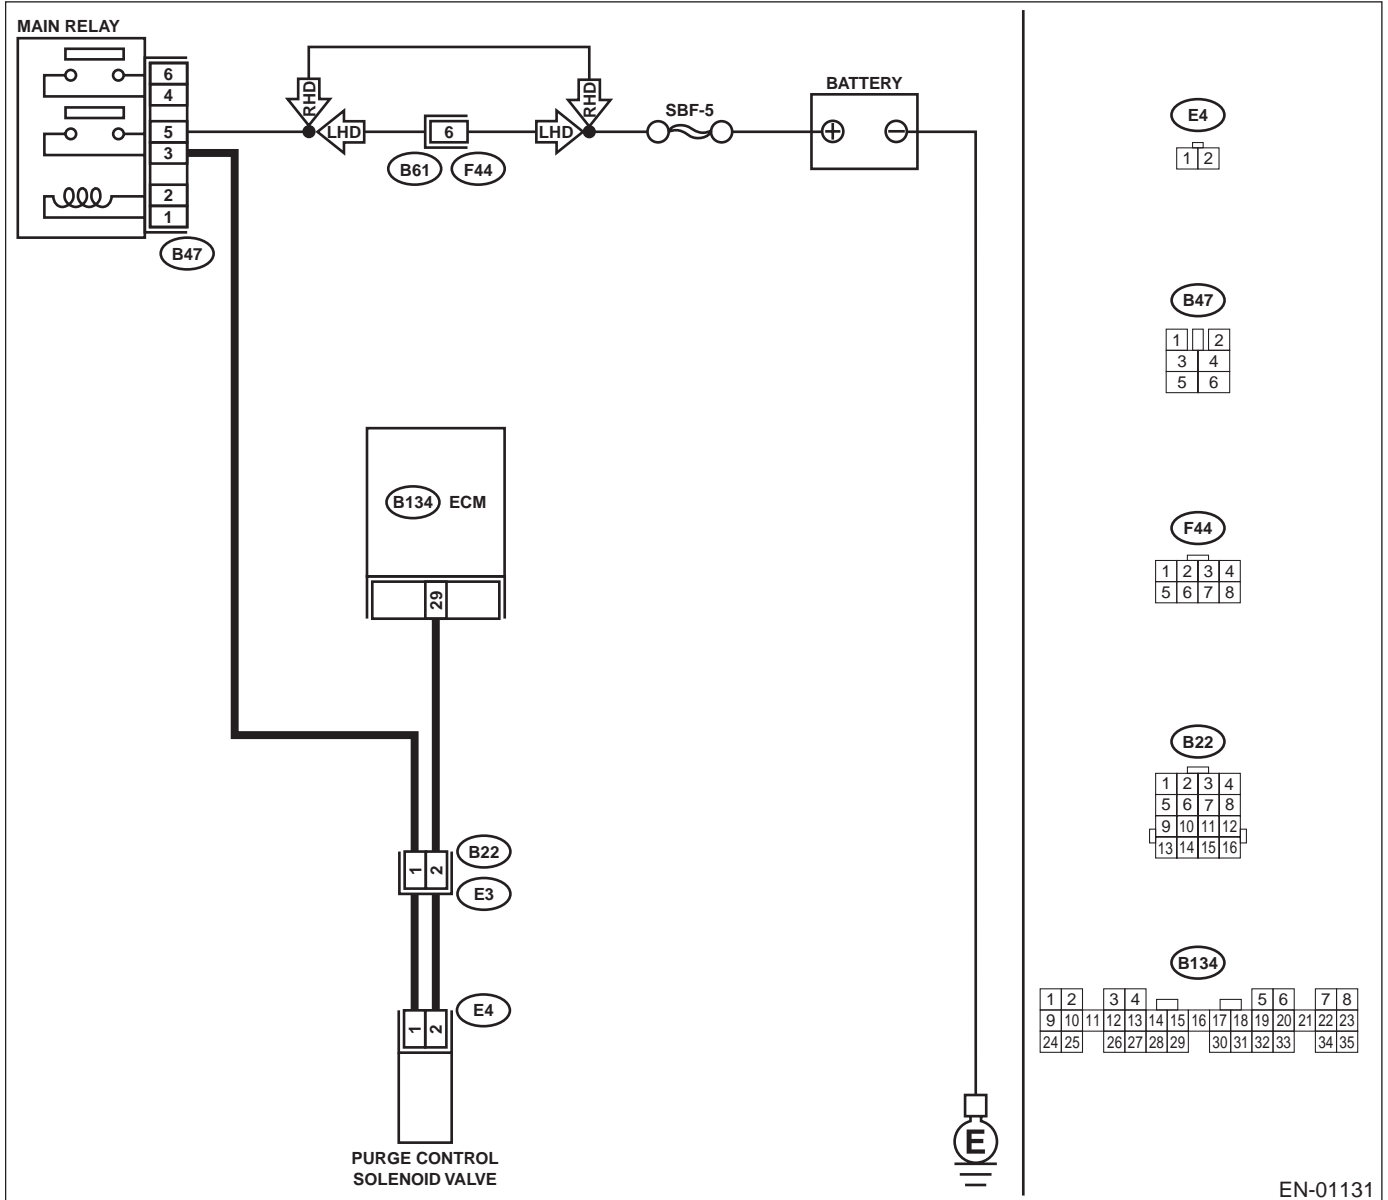 MAIN RELAY
6
4
5
3
2
1
B47
RHD
LHD
6
B61 F44
LHD
RHD
SBF-5
BATTERY
+ −
B134 ECM
29
1 2
B22
E3
1 2
E4
PURGE CONTROL
SOLENOID VALVE
E
E4
1 2
B47
1 2
3 4
5 6
F44
1 2 3 4
5 6 7 8
B22
1 2 3 4
5 6 7 8
9 10 11 12
13 14 15 16
B134
1 2 3 4 5 6 7 8
9 10 11 12 13 14 15 16 17 18 19 20 21 22 23
24 25 26 27 28 29 30 31 32 33 34 35
EN-01131